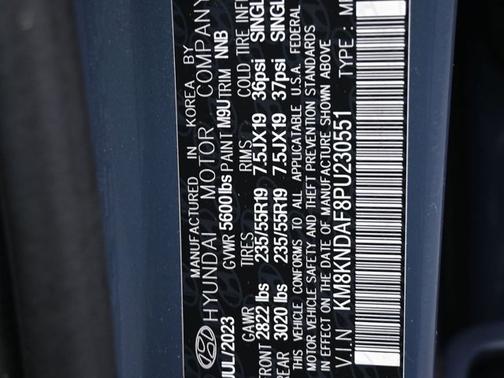 MANUFACTURED IN KOREA BY
HYUNDAI MOTOR COMPANY
JUL/2023 GVWR 5600 lbs PAINT M9U TRIM NNB
GAWR TIRES RIMS COLD TIRE INFL
FRONT 2822 lbs 235/55R19 7.5JX19 36psi SINGL
REAR 3020 lbs 235/55R19 7.5JX19 37psi SINGL
THIS VEHICLE CONFORMS TO ALL APPLICABLE U.S.A. FEDERAL
MOTOR VEHICLE SAFETY AND THEFT PREVENTION STANDARDS
IN EFFECT ON THE DATE OF MANUFACTURE SHOWN ABOVE
V.I.N KM8KNDAF8PU230551 TYPE :